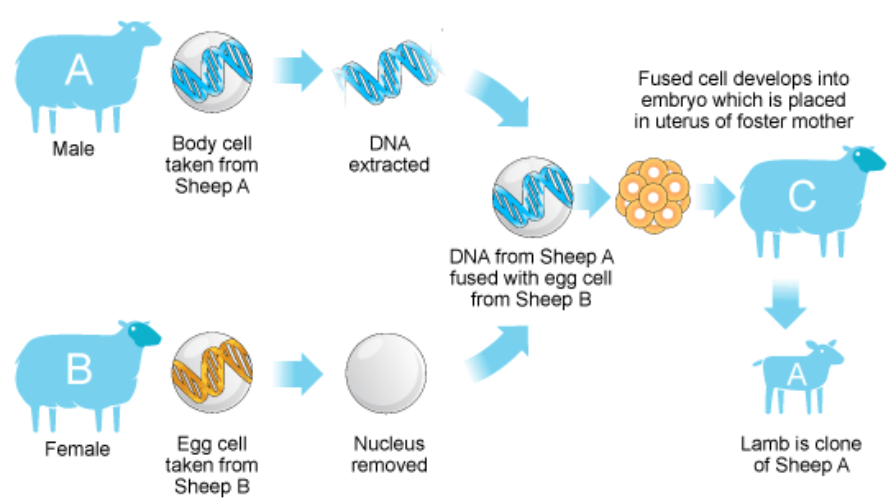 A
Male
Body cell
taken from
Sheep A
DNA
extracted
Fused cell develops into
embryo which is placed
in uterus of foster mother
C
DNA from Sheep A
fused with egg cell
from Sheep B
B
Female
Egg cell
taken from
Sheep B
Nucleus
removed
A
Lamb is clone
of Sheep A